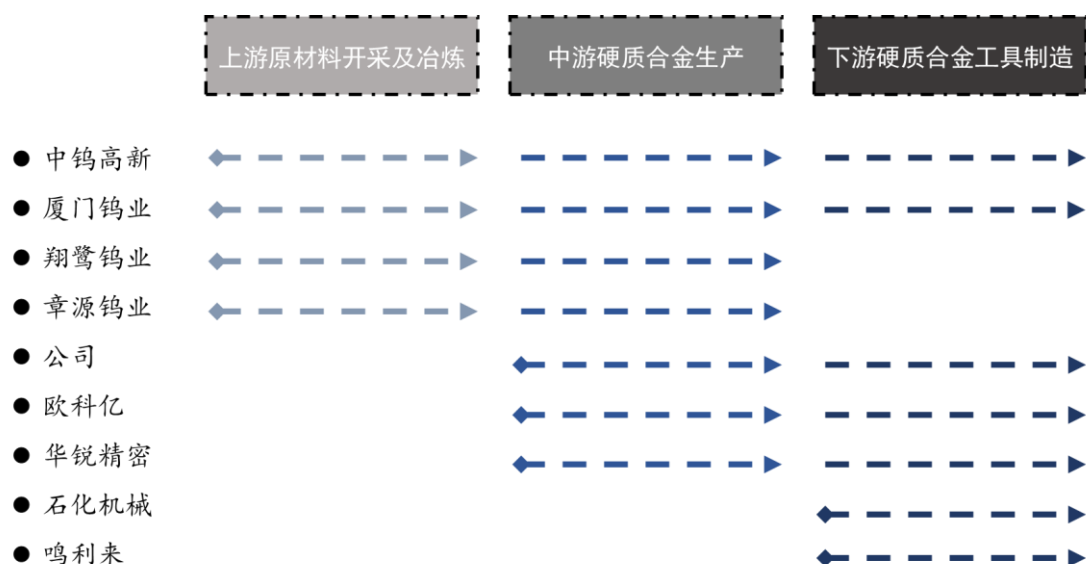 上游原材料开采及冶炼
中游硬质合金生产
下游硬质合金工具制造
中钨高新
厦门钨业
翔鹭钨业
章源钨业
公司
欧科亿
华锐精密
石化机械
鸣利来